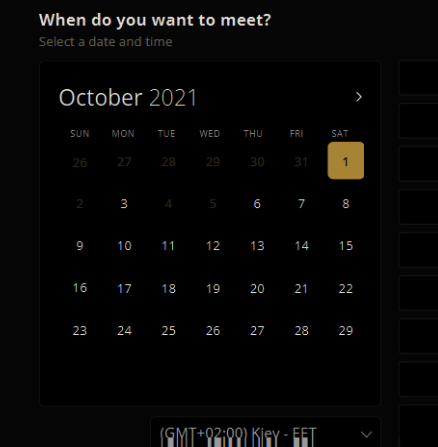 When do you want to meet?
Select a date and time
October 2021 >
SUN MON TUE WED THU FRI SAT
26 27 28 29 30 31 1
2 3 4 5 6 7 8
9 10 11 12 13 14 15
16 17 18 19 20 21 22
23 24 25 26 27 28 29
(GMT+02:00) Kiev - EET